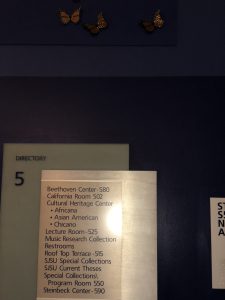 DIRECTORY
5
Beethoven Center-580
California Room 502
Cultural Heritage Center
• Africana
• Asian American
• Chicano
Lecture Room-525
Music Research Collection
Restrooms
Roof Top Terrace-515
SJSU Special Collections
SJSU Current Theses
Special Collections\
Program Room 550
Steinbeck Center-590